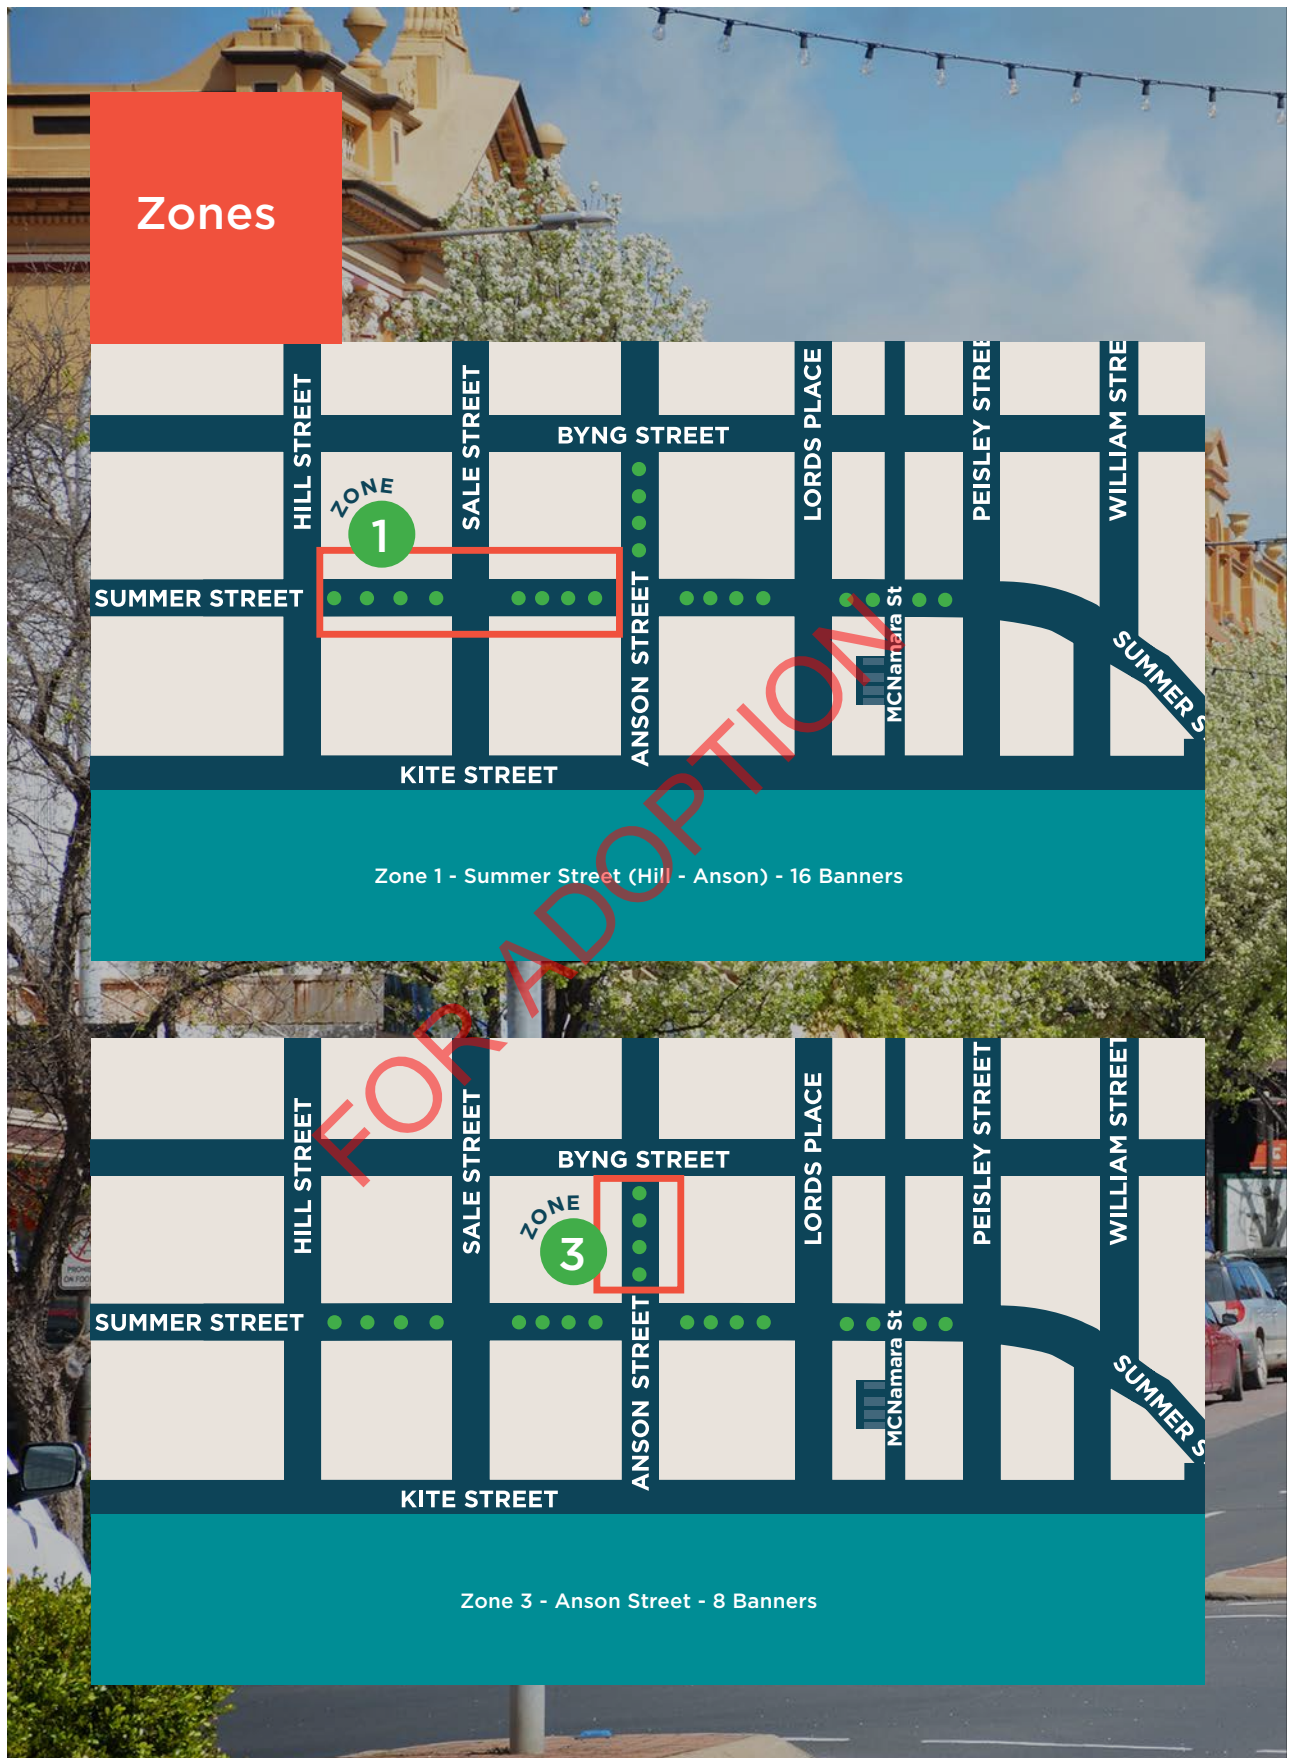 Zones
HILL STREET
SALE STREET
BYNG STREET
LORDS PLACE
PEISLEY STREE
WILLIAM STRE
ZONE
1
SUMMER STREET
ANSON STREET
MCNamara St
SUMMER S
KITE STREET
Zone 1 - Summer Street (Hill - Anson) - 16 Banners
FOR ADOPTION
HILL STREET
SALE STREET
BYNG STREET
LORDS PLACE
PEISLEY STREET
WILLIAM STREET
ZONE
3
SUMMER STREET
ANSON STREET
MCNamara St
SUMMER S
KITE STREET
Zone 3 - Anson Street - 8 Banners